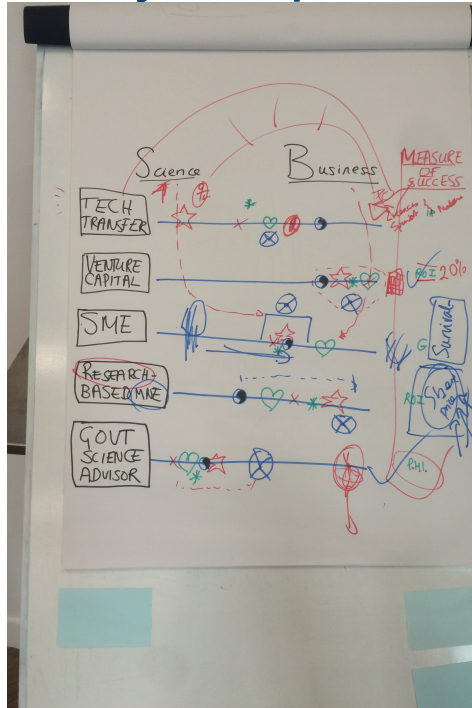 Science
Business
MEASURE
OF
SUCCESS
TECH
TRANSFER
VENTURE
CAPITAL
ROI 20%
SME
G
Survival
RESEARCH
BASED MNE
ROI
GOVT
SCIENCE
ADVISOR
P.H.I.